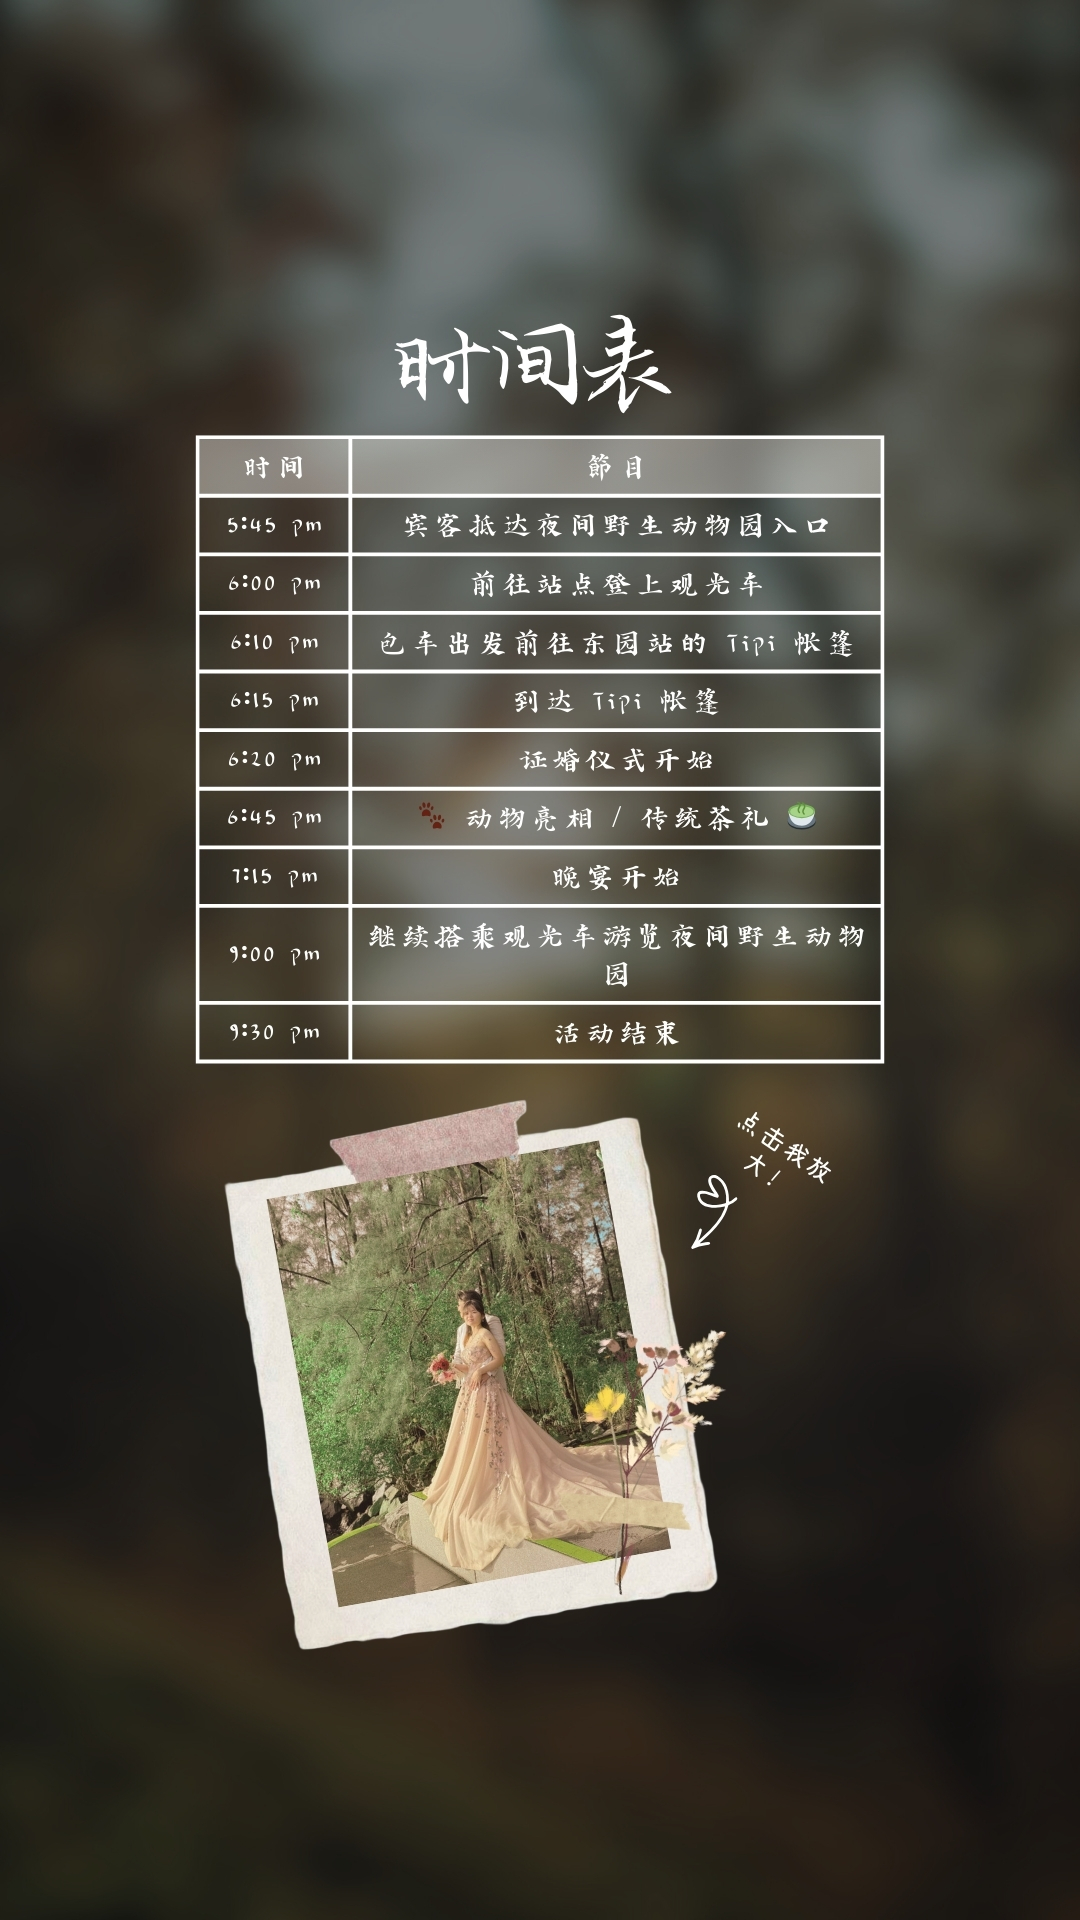 时间表
时间 節目
5:45 pm 宾客抵达夜间野生动物园入口
6:00 pm 前往站点登上观光车
6:10 pm 包车出发前往东园站的 Tipi 帐篷
6:15 pm 到达 Tipi 帐篷
6:20 pm 证婚仪式开始
6:45 pm 🐾 动物亮相 / 传统茶礼 🍵
7:15 pm 晚宴开始
9:00 pm 继续搭乘观光车游览夜间野生动物
园
9:30 pm 活动结束
点击我放
大！